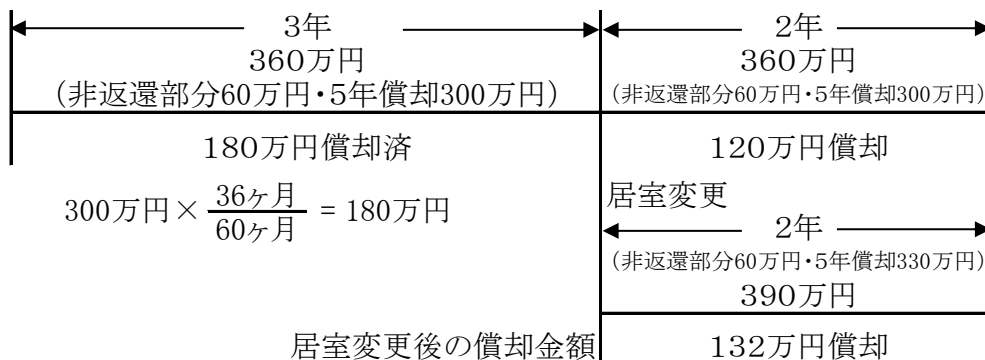 3年 2年
360万円 360万円
(非返還部分60万円・5年償却300万円) (非返還部分60万円・5年償却300万円)
180万円償却済 120万円償却
300万円× 36ヶ月/60ヶ月 = 180万円
居室変更
2年
(非返還部分60万円・5年償却330万円)
390万円
居室変更後の償却金額 132万円償却